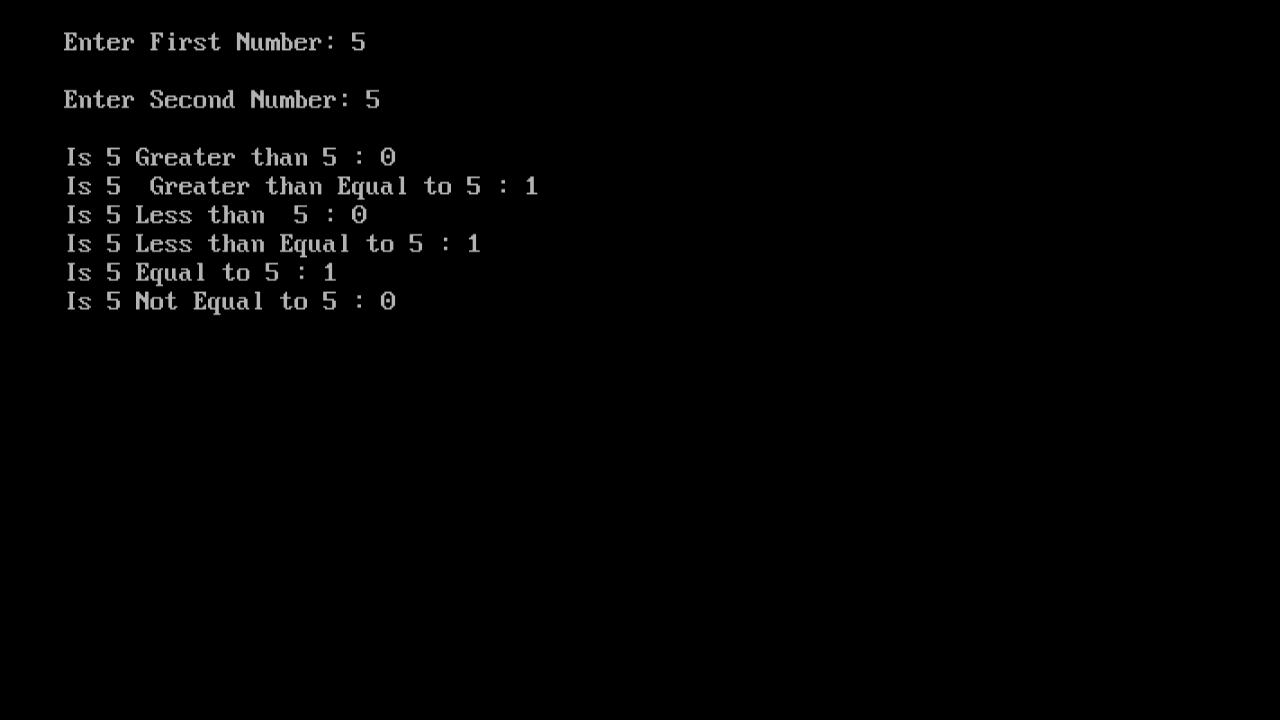 Enter First Number: 5
Enter Second Number: 5
Is 5 Greater than 5 : 0
Is 5  Greater than Equal to 5 : 1
Is 5 Less than  5 : 0
Is 5 Less than Equal to 5 : 1
Is 5 Equal to 5 : 1
Is 5 Not Equal to 5 : 0